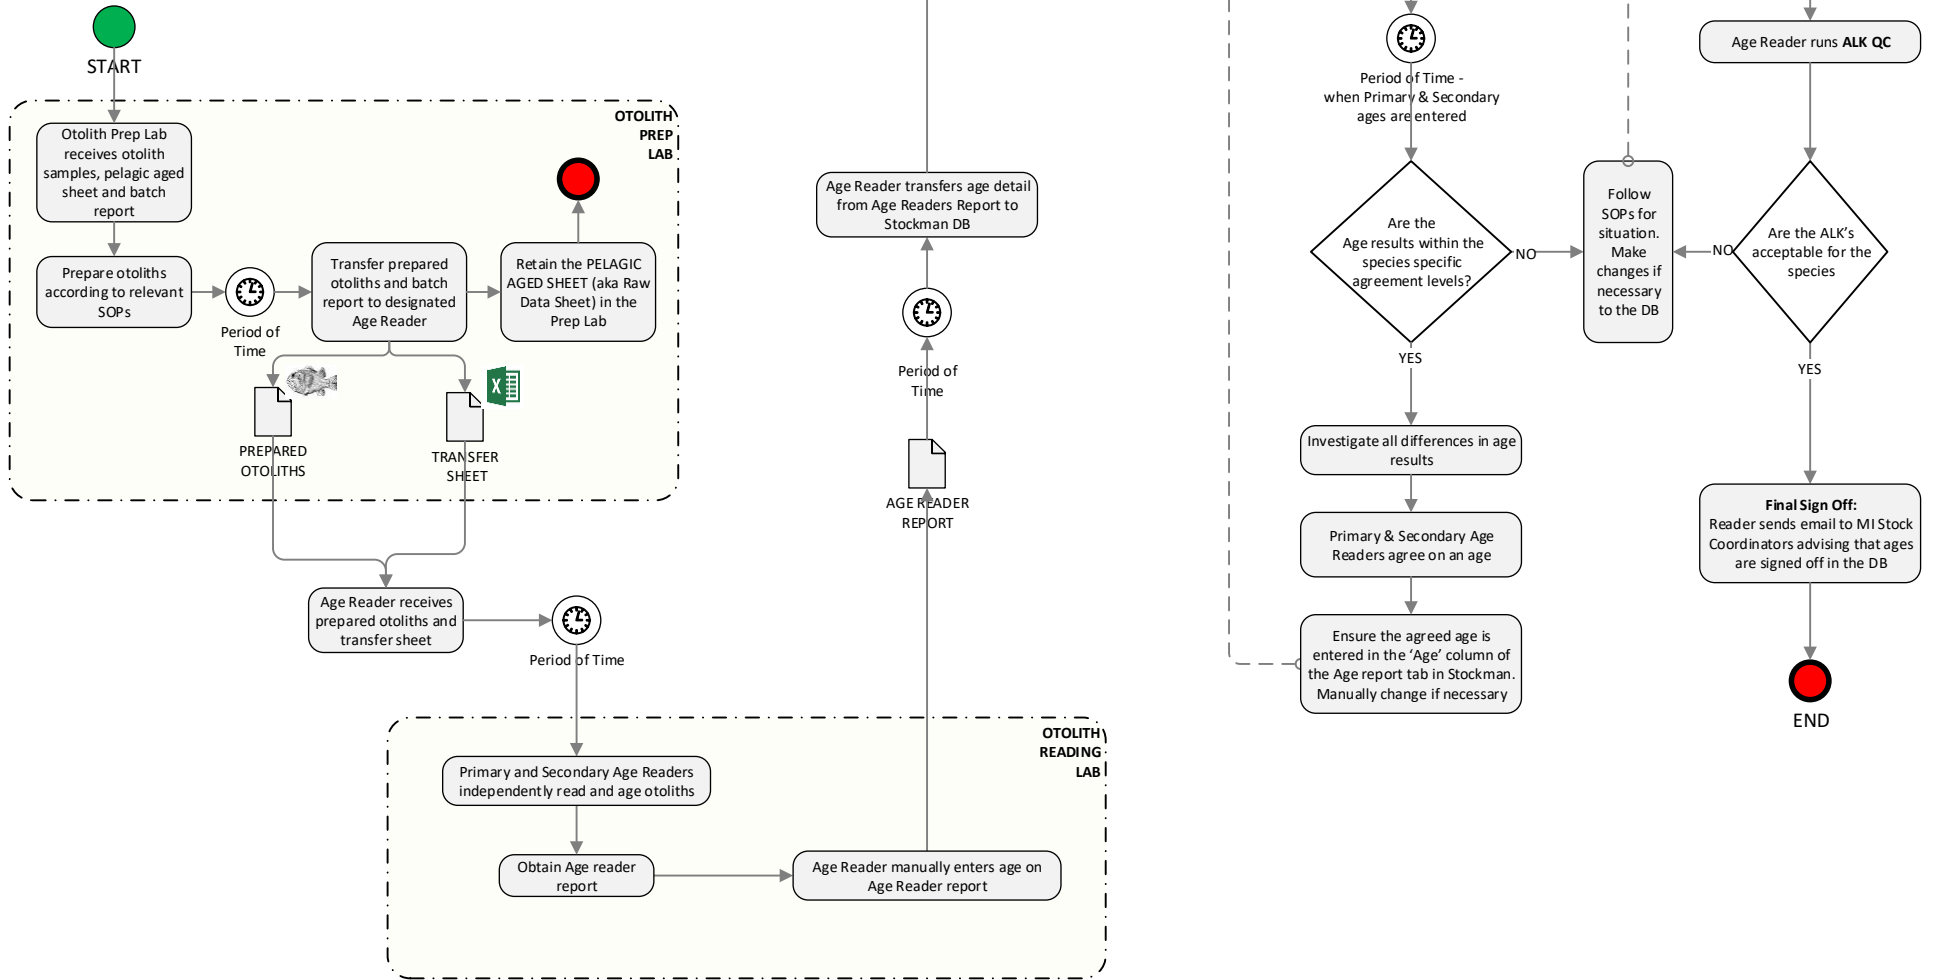 START
OTOLITH
PREP
LAB
Otolith Prep Lab
receives otolith
samples, pelagic aged
sheet and batch
report
Prepare otoliths
according to relevant
SOPs
Period of
Time
Transfer prepared
otoliths and batch
report to designated
Age Reader
Retain the PELAGIC
AGED SHEET (aka Raw
Data Sheet) in the
Prep Lab
PREPARED
OTOLITHS
X
TRANSFER
SHEET
Age Reader receives
prepared otoliths and
transfer sheet
Period of Time
OTOLITH
READING
LAB
Primary and Secondary Age Readers
independently read and age otoliths
Obtain Age reader
report
Age Reader manually enters age on
Age Reader report
AGE READER
REPORT
Period of
Time
Age Reader transfers age detail
from Age Readers Report to
Stockman DB
Period of Time -
when Primary & Secondary
ages are entered
Are the
Age results within the
species specific
agreement levels?
NO
YES
Follow
SOPs for
situation.
Make
changes if
necessary
to the DB
Investigate all differences in age
results
Primary & Secondary Age
Readers agree on an age
Ensure the agreed age is
entered in the ‘Age’ column of
the Age report tab in Stockman.
Manually change if necessary
Age Reader runs ALK QC
Are the ALK’s
acceptable for the
species
NO
YES
Final Sign Off:
Reader sends email to MI Stock
Coordinators advising that ages
are signed off in the DB
END